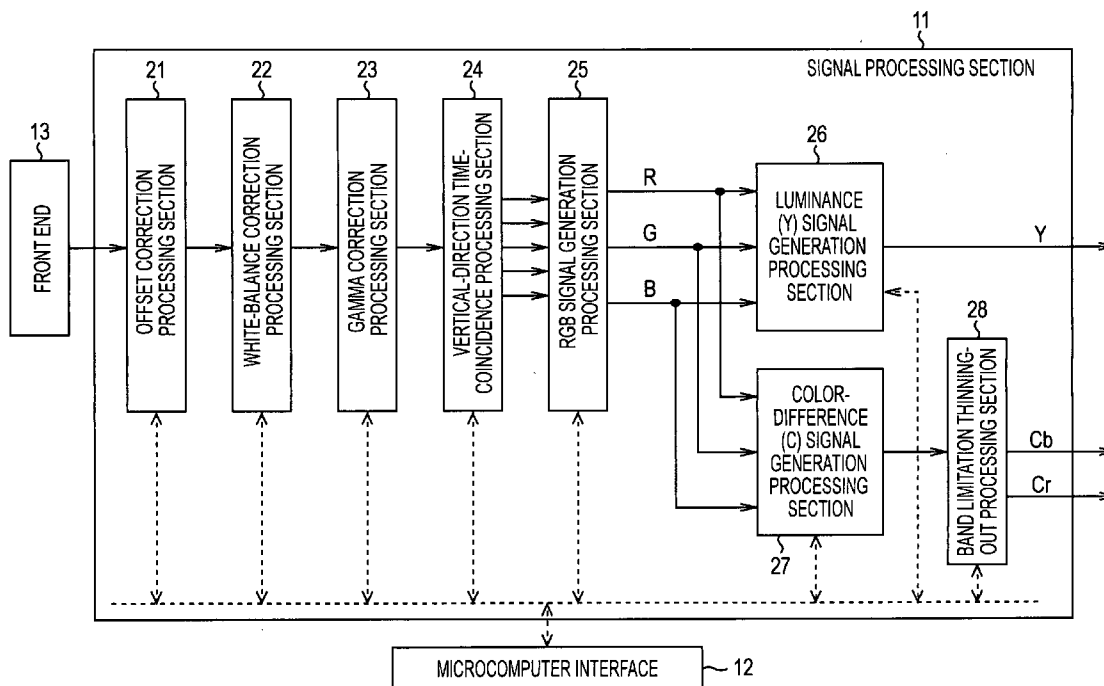 11
SIGNAL PROCESSING SECTION
13
FRONT END
21
OFFSET CORRECTION
PROCESSING SECTION
22
WHITE-BALANCE CORRECTION
PROCESSING SECTION
23
GAMMA CORRECTION
PROCESSING SECTION
24
VERTICAL-DIRECTION TIME-
COINCIDENCE PROCESSING SECTION
25
RGB SIGNAL GENERATION
PROCESSING SECTION
R
G
B
26
LUMINANCE
(Y) SIGNAL
GENERATION
PROCESSING
SECTION
Y
COLOR-
DIFFERENCE
(C) SIGNAL
GENERATION
PROCESSING
SECTION
27
28
BAND LIMITATION THINNING-
OUT PROCESSING SECTION
Cb
Cr
MICROCOMPUTER INTERFACE
12